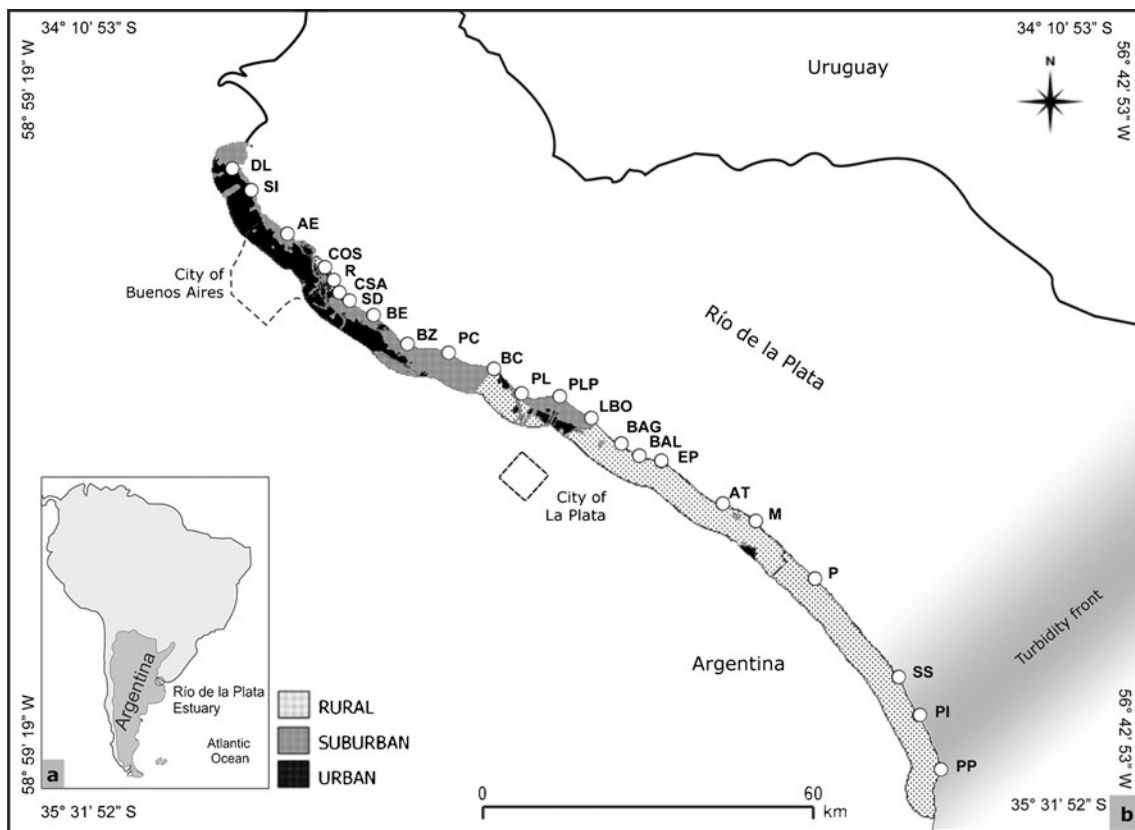 34° 10' 53" S
34° 10' 53" S
58° 59' 19" W
56° 42' 53" W
Uruguay
N
DL
SI
AE
COS
R
CSA
SD
BE
BZ
PC
BC
PL
PLP
LBO
BAG
BAL
EP
AT
M
P
SS
PI
PP
City of
Buenos Aires
Río de la Plata
City of
La Plata
Turbidity front
Argentina
Argentina
Río de la Plata
Estuary
Atlantic
Ocean
a
RURAL
SUBURBAN
URBAN
0
60
km
58° 59' 19" W
56° 42' 53" W
35° 31' 52" S
35° 31' 52" S
b